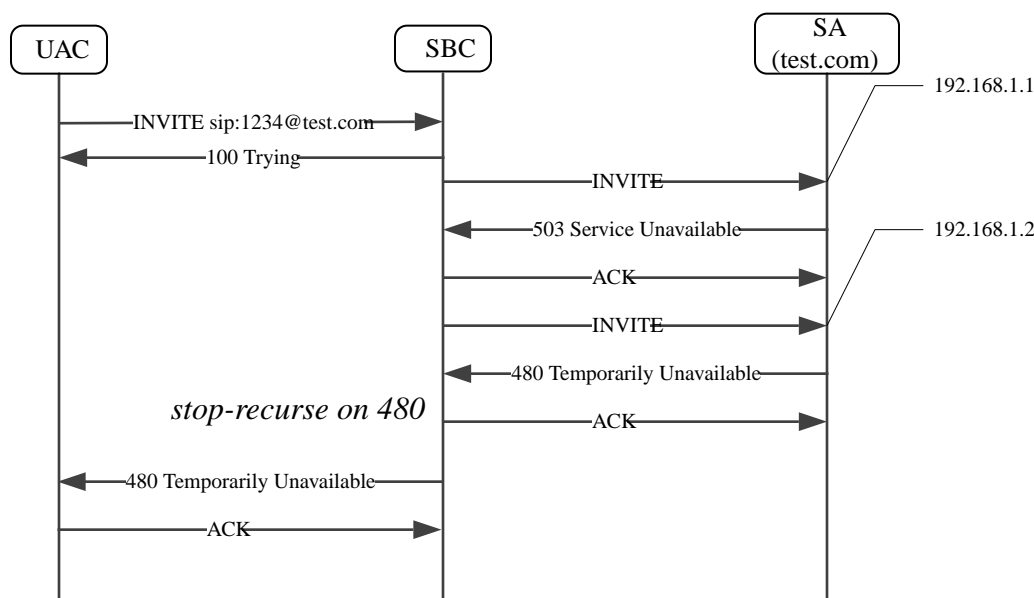 UAC
SBC
SA
(test.com)
192.168.1.1
INVITE sip:1234@test.com
100 Trying
INVITE
503 Service Unavailable
192.168.1.2
ACK
INVITE
480 Temporarily Unavailable
stop-recurse on 480
ACK
480 Temporarily Unavailable
ACK